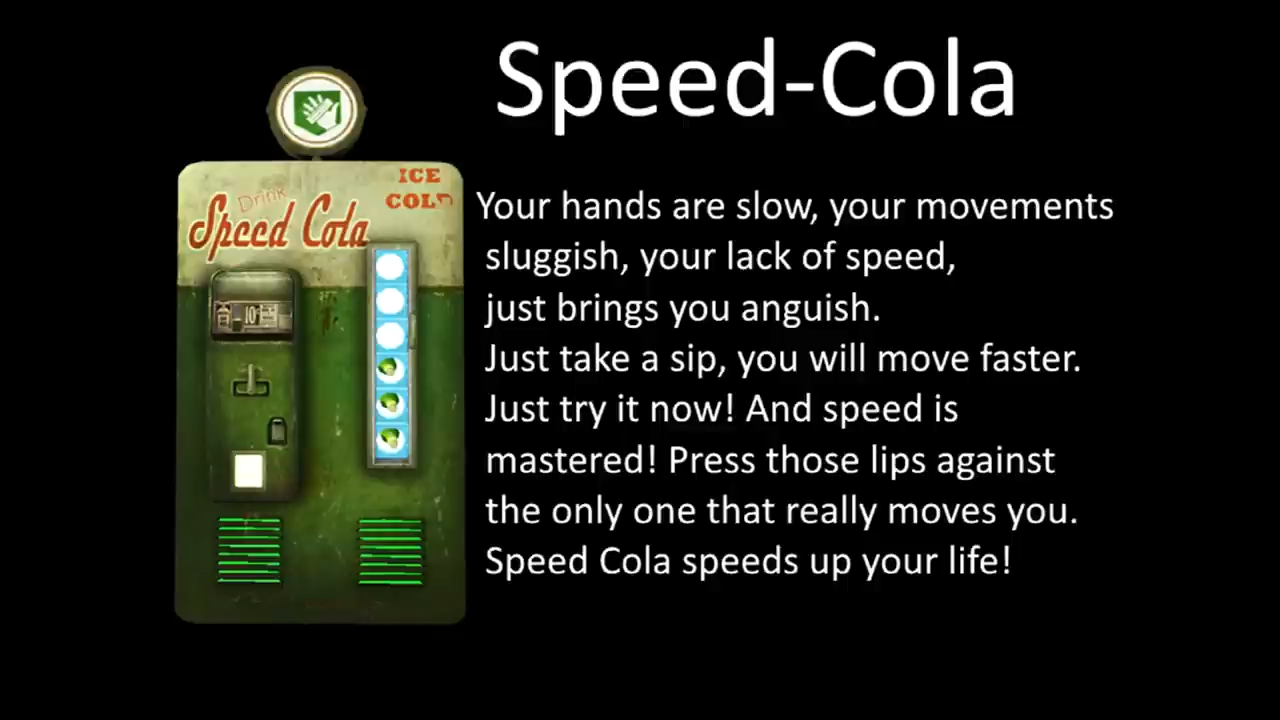 Speed-Cola
ICE
COLD
Drink
Speed Cola
10¢
Your hands are slow, your movements
sluggish, your lack of speed,
just brings you anguish.
Just take a sip, you will move faster.
Just try it now! And speed is
mastered! Press those lips against
the only one that really moves you.
Speed Cola speeds up your life!